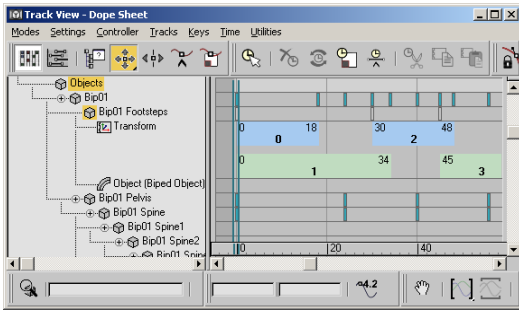 Track View - Dope Sheet
Modes Settings Controller Tracks Keys Time Utilities
Objects
Bip01
Bip01 Footsteps
Transform
0 18 30 48
0 2
0 34 45
1 3
Object (Biped Object)
Bip01 Pelvis
Bip01 Spine
Bip01 Spine1
Bip01 Spine2
Bip01 Spine
0 20 40
4.2